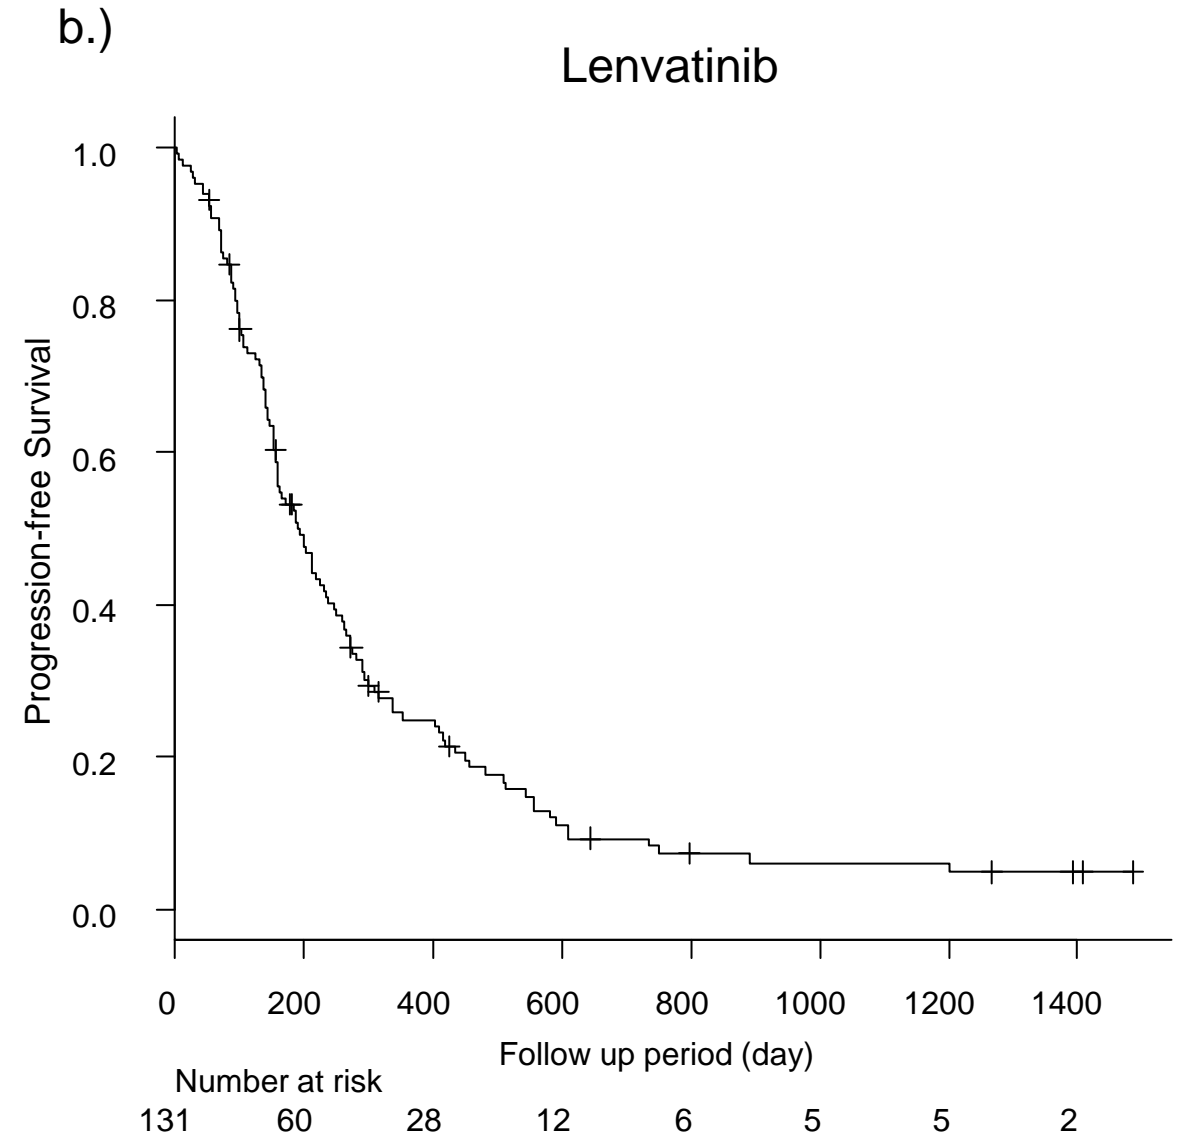 b.)
Lenvatinib
Progression-free Survival
1.0
0.8
0.6
0.4
0.2
0.0
0 200 400 600 800 1000 1200 1400
Follow up period (day)
Number at risk
131 60 28 12 6 5 5 2